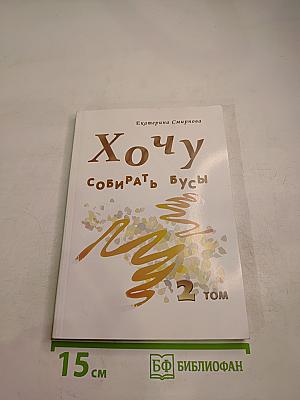 Екатерина Смирнова
Хочу
СОБИРАТЬ БУСЫ
2 ТОМ
15 см
БФ БИБЛИОФАН